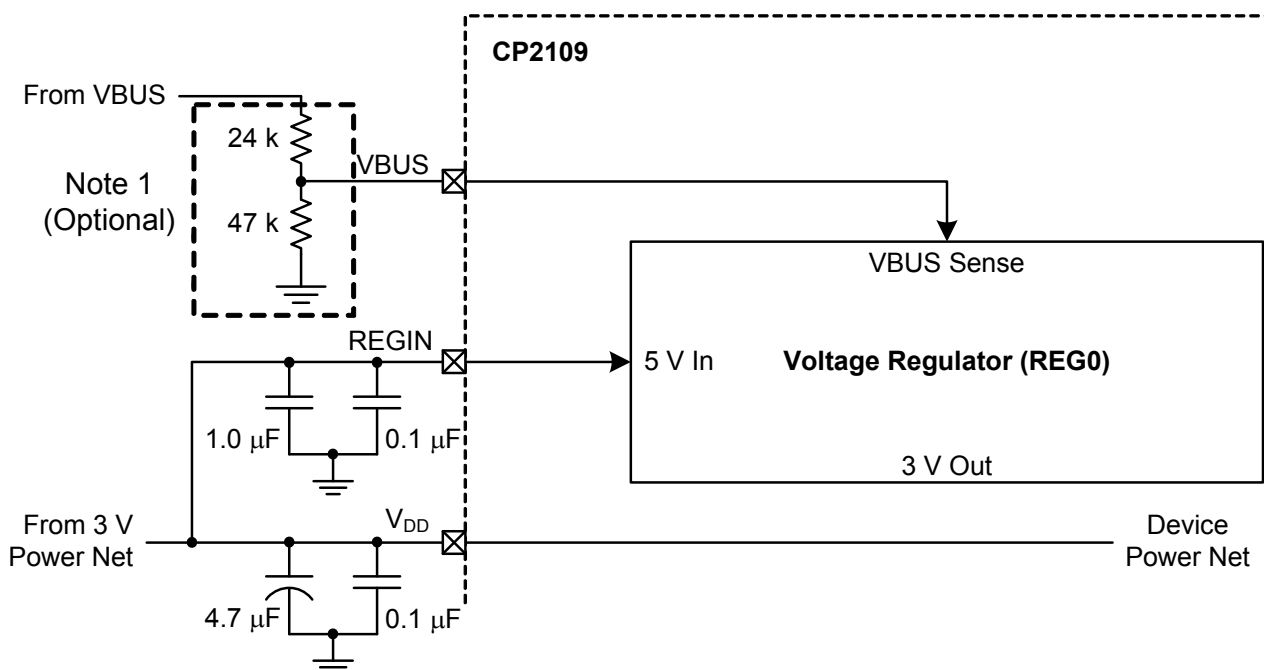 CP2109
From VBUS
24 k
VBUS
Note 1
(Optional)
47 k
VBUS Sense
REGIN
5 V In
Voltage Regulator (REG0)
1.0 μF
0.1 μF
3 V Out
From 3 V
Power Net
VDD
Device
Power Net
4.7 μF
0.1 μF